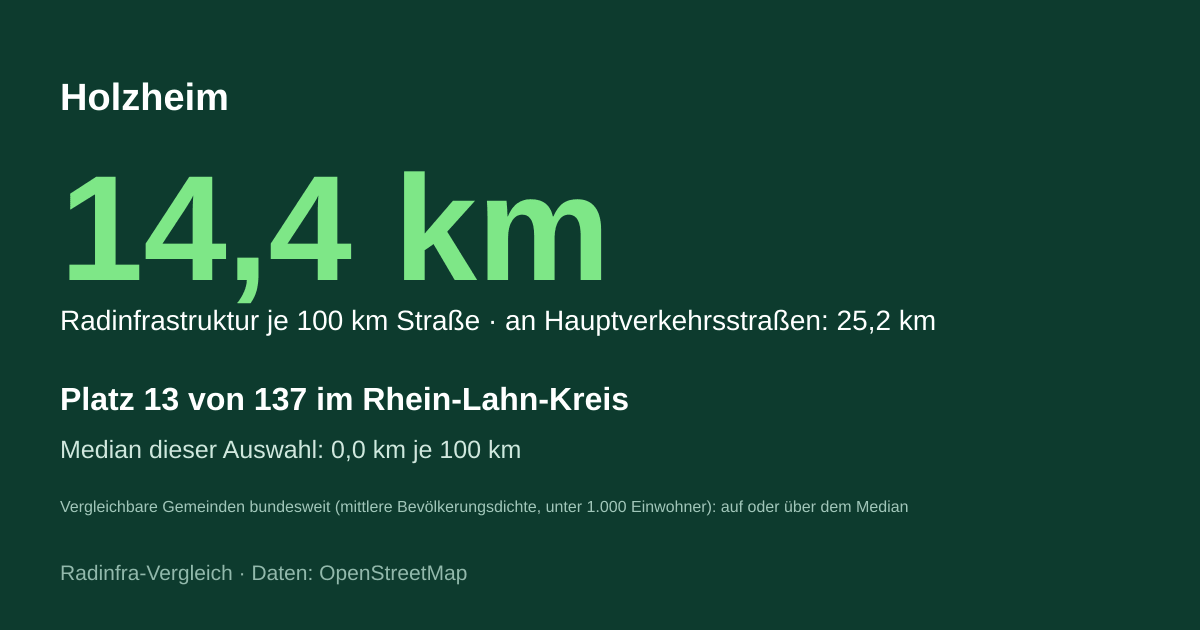 Holzheim
14,4 km
Radinfrastruktur je 100 km Straße · an Hauptverkehrsstraßen: 25,2 km
Platz 13 von 137 im Rhein-Lahn-Kreis
Median dieser Auswahl: 0,0 km je 100 km
Vergleichbare Gemeinden bundesweit (mittlere Bevölkerungsdichte, unter 1.000 Einwohner): auf oder über dem Median
Radinfra-Vergleich · Daten: OpenStreetMap